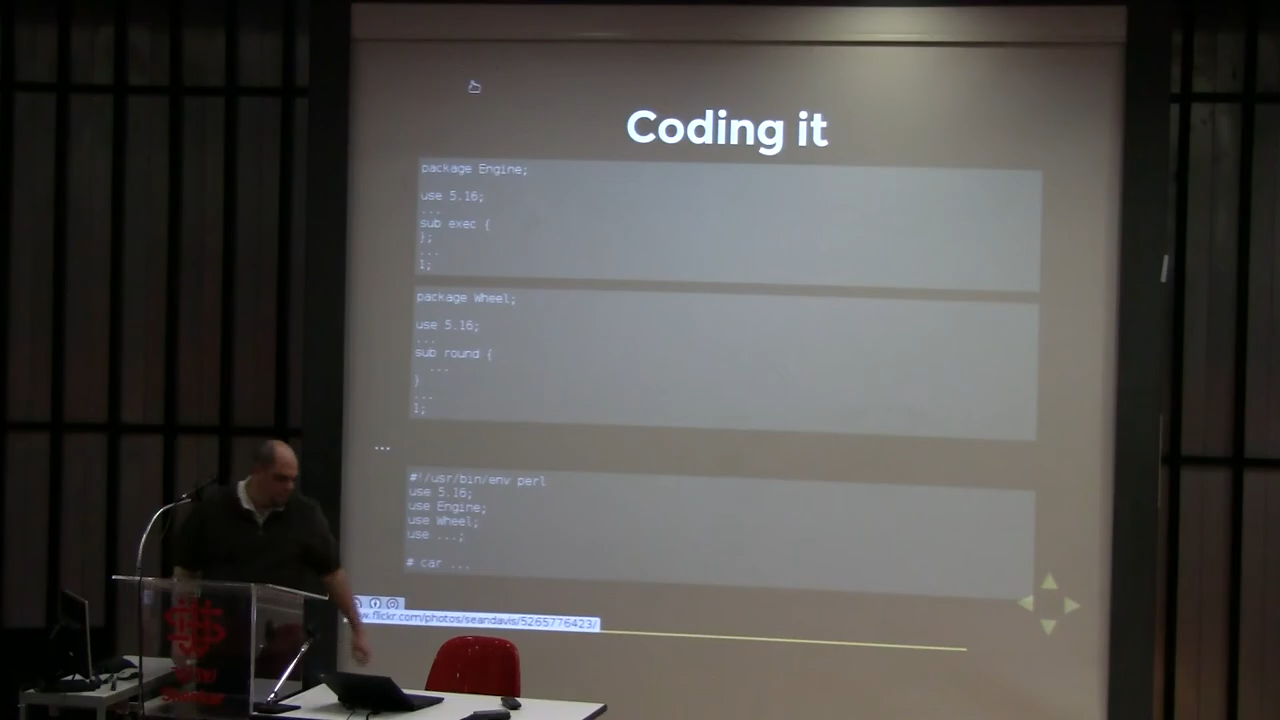 Coding it
package Engine;
use 5.16;
...
sub exec {
};
...
1;
package Wheel;
use 5.16;
...
sub round {
...
}
...
1;
...
#!/usr/bin/env perl
use 5.16;
use Engine;
use Wheel;
use ...;
# car ...
w.flickr.com/photos/seandavis/5265776423/
Shenkar